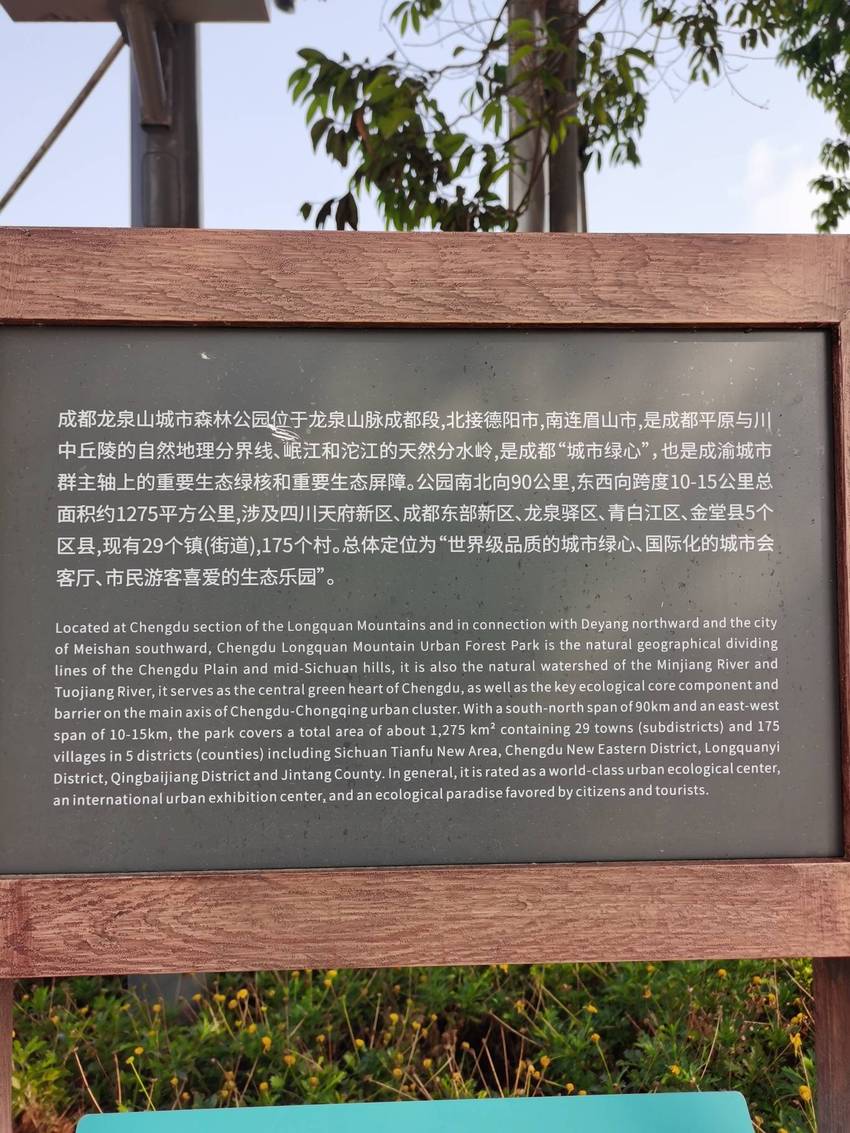 成都龙泉山城市森林公园位于龙泉山脉成都段,北接德阳市,南连眉山市,是成都平原与川
中丘陵的自然地理分界线、岷江和沱江的天然分水岭,是成都“城市绿心”,也是成渝城市
群主轴上的重要生态绿核和重要生态屏障。公园南北向90公里,东西向跨度10-15公里总
面积约1275平方公里,涉及四川天府新区、成都东部新区、龙泉驿区、青白江区、金堂县5个
区县,现有29个镇(街道),175个村。总体定位为“世界级品质的城市绿心、国际化的城市会
客厅、市民游客喜爱的生态乐园”。
Located at Chengdu section of the Longquan Mountains and in connection with Deyang northward and the city
of Meishan southward, Chengdu Longquan Mountain Urban Forest Park is the natural geographical dividing
lines of the Chengdu Plain and mid-Sichuan hills, it is also the natural watershed of the Minjiang River and
Tuojiang River, it serves as the central green heart of Chengdu, as well as the key ecological core component and
barrier on the main axis of Chengdu-Chongqing urban cluster. With a south-north span of 90km and an east-west
span of 10-15km, the park covers a total area of about 1,275 km² containing 29 towns (subdistricts) and 175
villages in 5 districts (counties) including Sichuan Tianfu New Area, Chengdu New Eastern District, Longquanyi
District, Qingbaijiang District and Jintang County. In general, it is rated as a world-class urban ecological center,
an international urban exhibition center, and an ecological paradise favored by citizens and tourists.